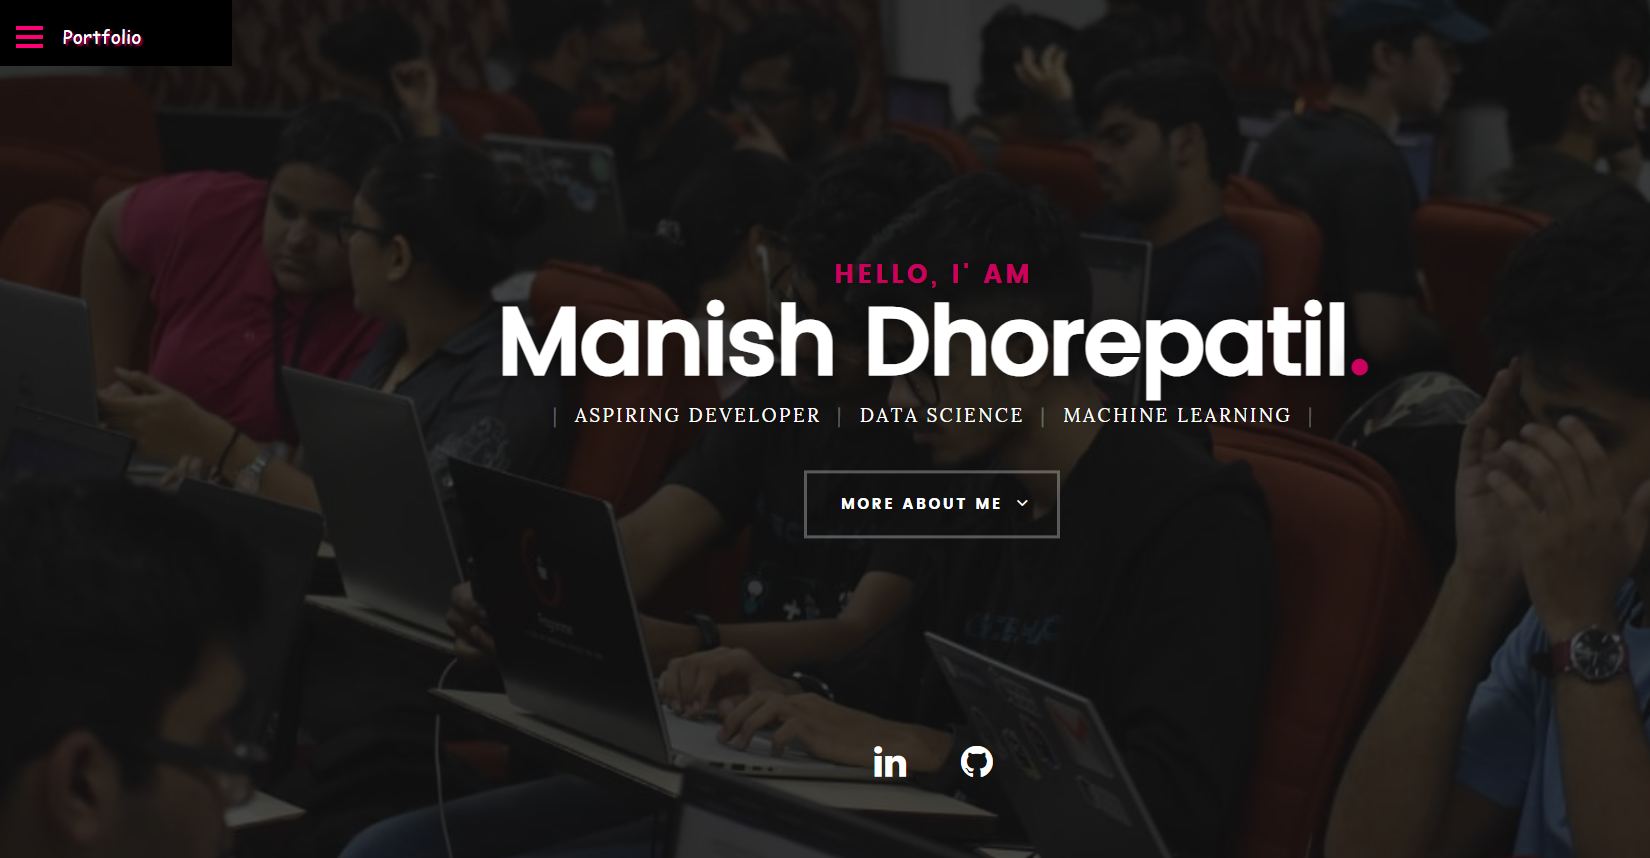 Portfolio
HELLO, I' AM
Manish Dhorepatil.
| ASPIRING DEVELOPER | DATA SCIENCE | MACHINE LEARNING |
MORE ABOUT ME
in